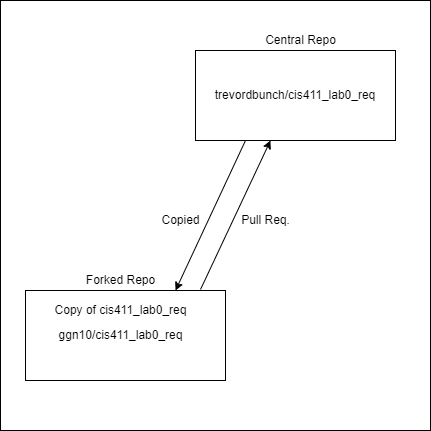 Central Repo
trevordbunch/cis411_lab0_req
Copied
Pull Req.
Forked Repo
Copy of cis411_lab0_req
ggn10/cis411_lab0_req